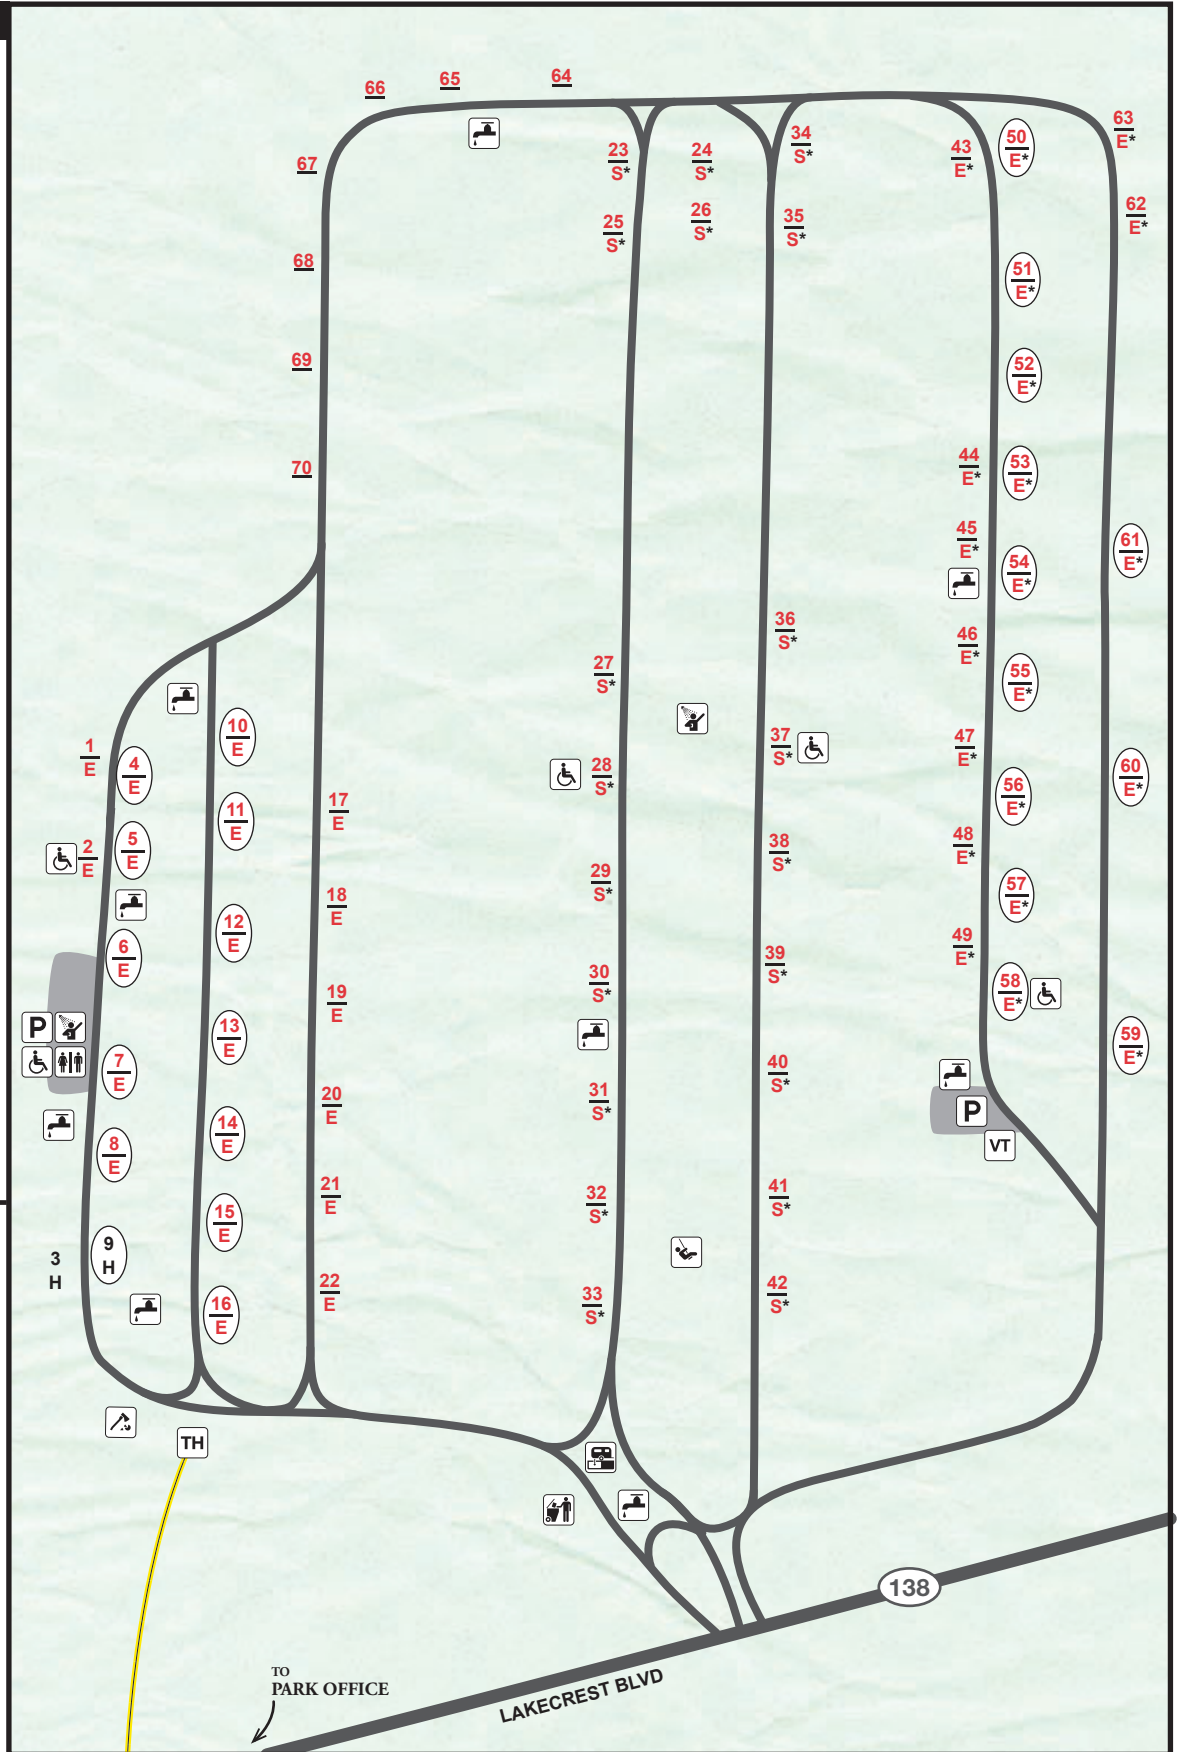 66
65
64
67
68
69
70
23
S*
24
S*
25
S*
26
S*
34
S*
35
S*
43
E*
50
E*
63
E*
62
E*
51
E*
52
E*
44
E*
53
E*
45
E*
54
E*
61
E*
46
E*
55
E*
36
S*
27
S*
1
E
4
E
10
E
37
S*
28
S*
47
E*
56
E*
60
E*
2
E
5
E
11
E
17
E
38
S*
48
E*
29
S*
57
E*
18
E
12
E
6
E
49
E*
39
S*
30
S*
58
E*
19
E
13
E
P
7
E
59
E*
40
S*
31
S*
20
E
14
E
8
E
P
VT
21
E
15
E
32
S*
41
S*
3
H
9
H
16
E
22
E
33
S*
42
S*
TH
138
LAKECREST BLVD
TO
PARK OFFICE